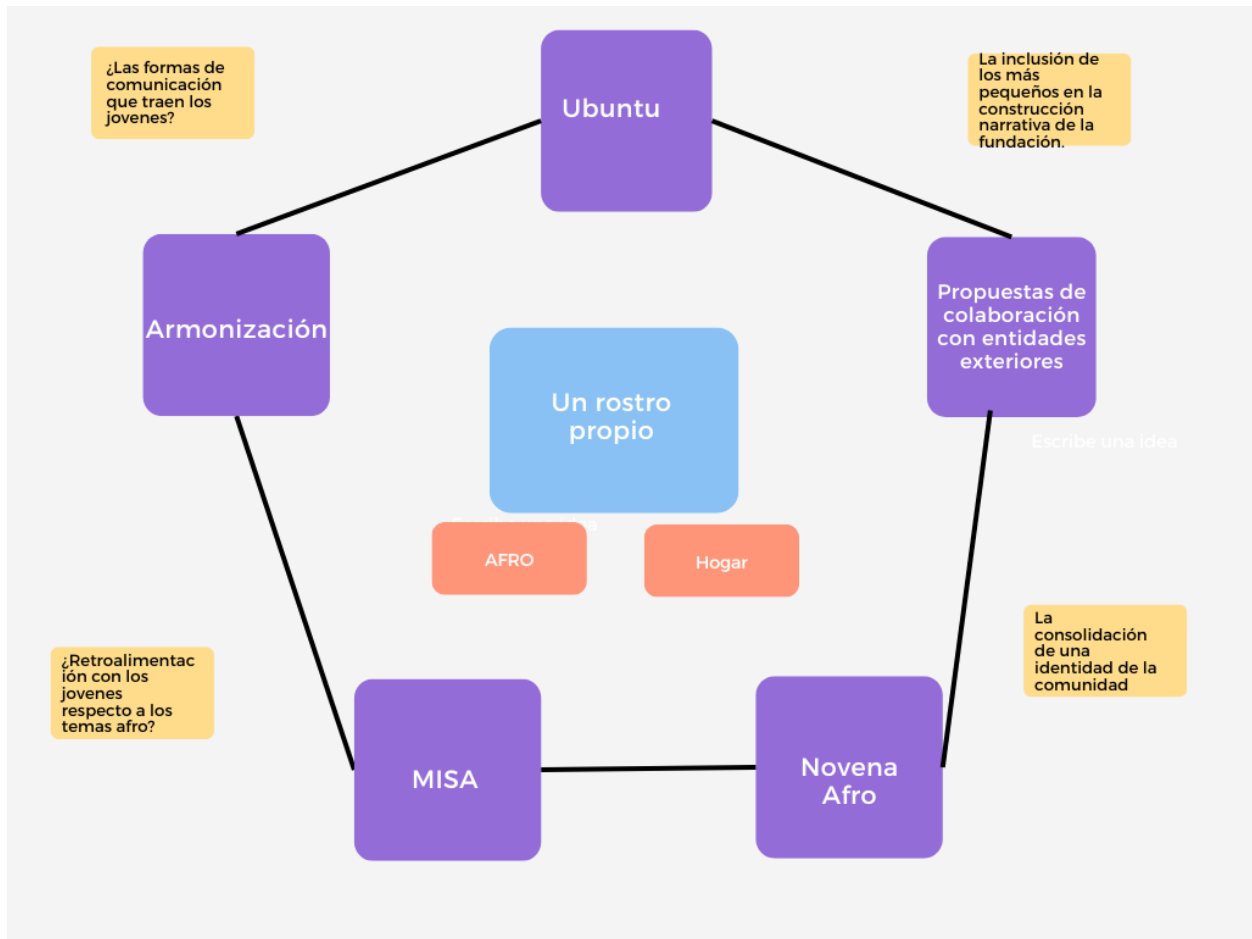 ¿Las formas de
comunicación
que traen los
jovenes?
Ubuntu
La inclusión de
los más
pequeños en la
construcción
narrativa de la
fundación.
Armonización
Propuestas de
colaboración
con entidades
exteriores
Un rostro
propio
Escribe una idea
AFRO
Hogar
La
consolidación
de una
identidad de la
comunidad
¿Retroalimentac
ión con los
jovenes
respecto a los
temas afro?
MISA
Novena
Afro